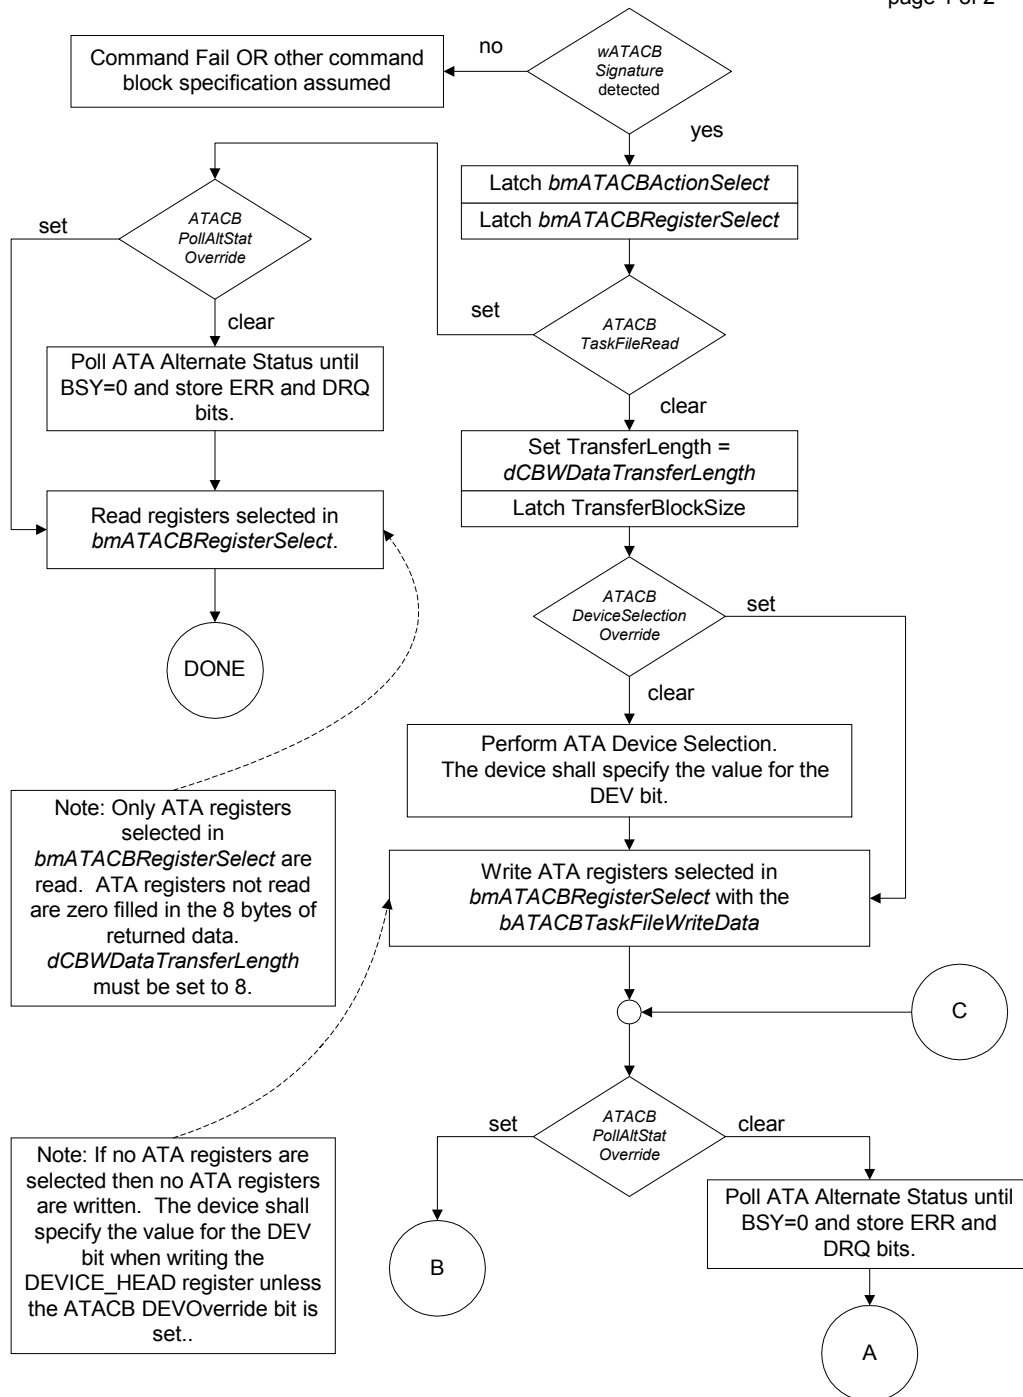 page 1 of 2
wATACB
Signature
detected
no
Command Fail OR other command
block specification assumed
yes
Latch bmATACBActionSelect
Latch bmATACBRegisterSelect
ATACB
PollAltStat
Override
set
clear
ATACB
TaskFileRead
set
clear
Poll ATA Alternate Status until
BSY=0 and store ERR and DRQ
bits.
Set TransferLength =
dCBWDataTransferLength
Latch TransferBlockSize
Read registers selected in
bmATACBRegisterSelect.
DONE
ATACB
DeviceSelection
Override
set
clear
Perform ATA Device Selection.
The device shall specify the value for the
DEV bit.
Note: Only ATA registers
selected in
bmATACBRegisterSelect are
read. ATA registers not read
are zero filled in the 8 bytes of
returned data.
dCBWDataTransferLength
must be set to 8.
Write ATA registers selected in
bmATACBRegisterSelect with the
bATACBTaskFileWriteData
C
ATACB
PollAltStat
Override
set
clear
Note: If no ATA registers are
selected then no ATA registers
are written. The device shall
specify the value for the DEV
bit when writing the
DEVICE_HEAD register unless
the ATACB DEVOverride bit is
set..
B
Poll ATA Alternate Status until
BSY=0 and store ERR and
DRQ bits.
A